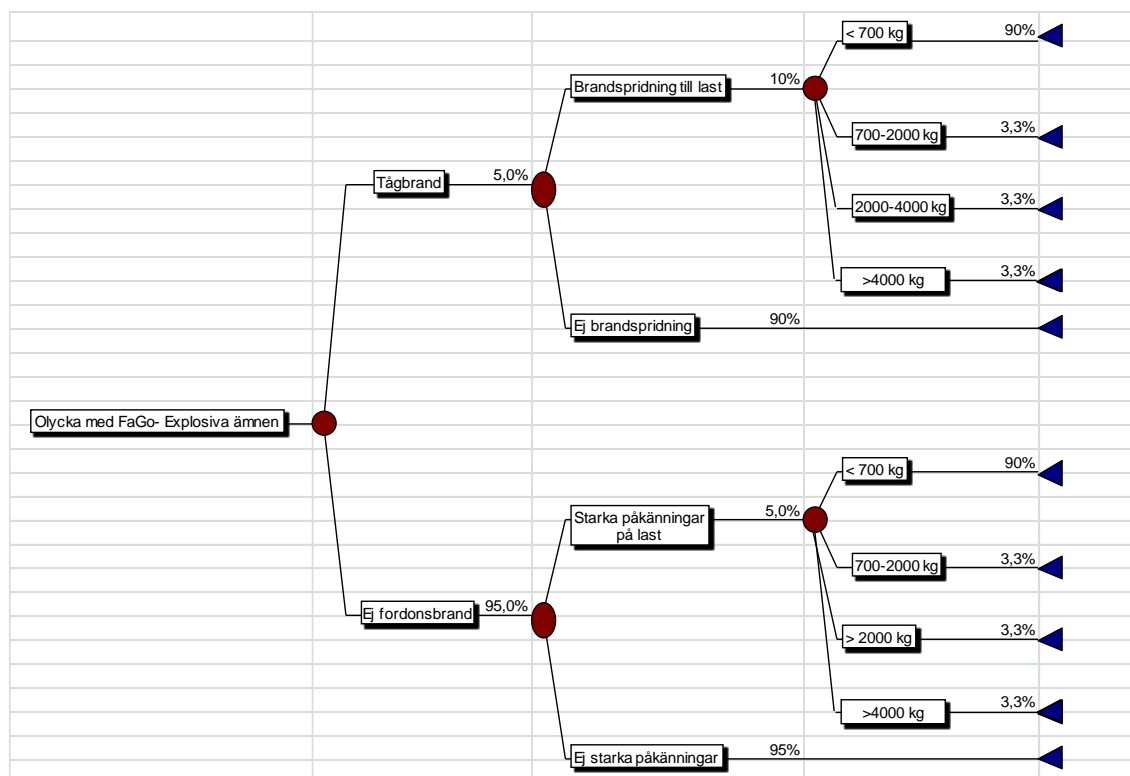 < 700 kg
90%
Brandspridning till last
10%
700-2000 kg
3,3%
Tågbrand
5,0%
2000-4000 kg
3,3%
>4000 kg
3,3%
Ej brandspridning
90%
Olycka med FaGo- Explosiva ämnen
< 700 kg
90%
Starka påkänningar
på last
5,0%
700-2000 kg
3,3%
Ej fordonsbrand
95,0%
> 2000 kg
3,3%
>4000 kg
3,3%
Ej starka påkänningar
95%